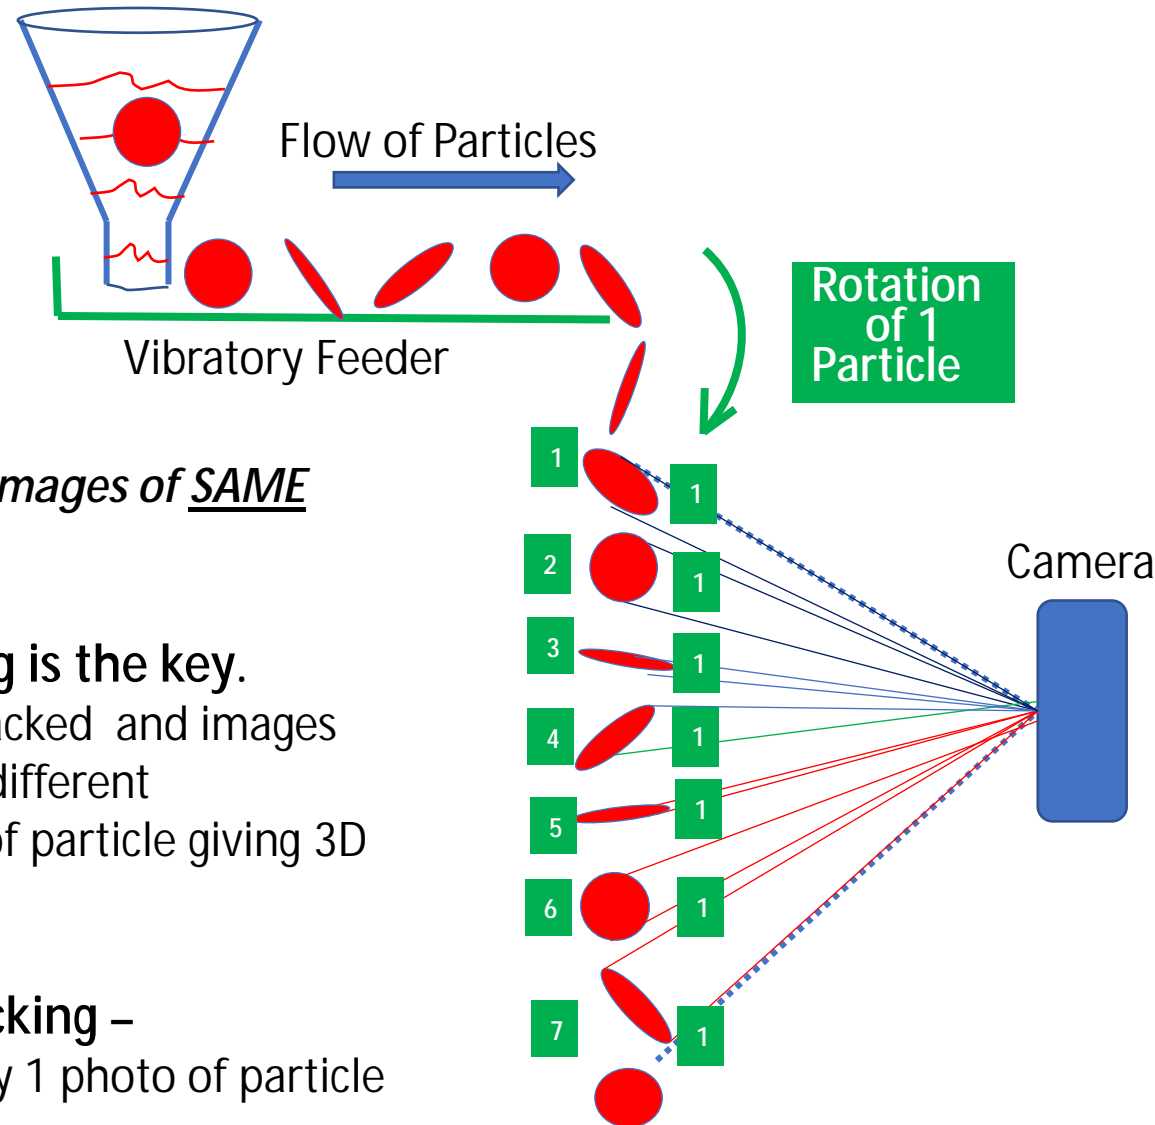 Flow of Particles
Rotation
of 1
Particle
Vibratory Feeder
1
mages of SAME
1
Camera
2
1
3
1
g is the key.
acked and images
4
1
different
1
5
of particle giving 3D
6
1
cking –
7
1
y 1 photo of particle